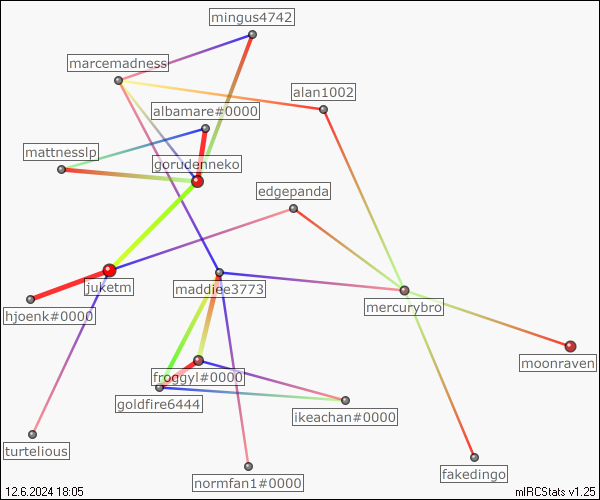 mingus4742
marcemadness
alan1002
albamare#0000
mattnesslp
gorudenneko
edgepanda
juketm
maddiee3773
mercurybro
hjoenk#0000
moonraven
froggyl#0000
goldfire6444
ikeachan#0000
turtelious
fakedingo
normfan1#0000
12.6.2024 18:05
mIRCStats v1.25